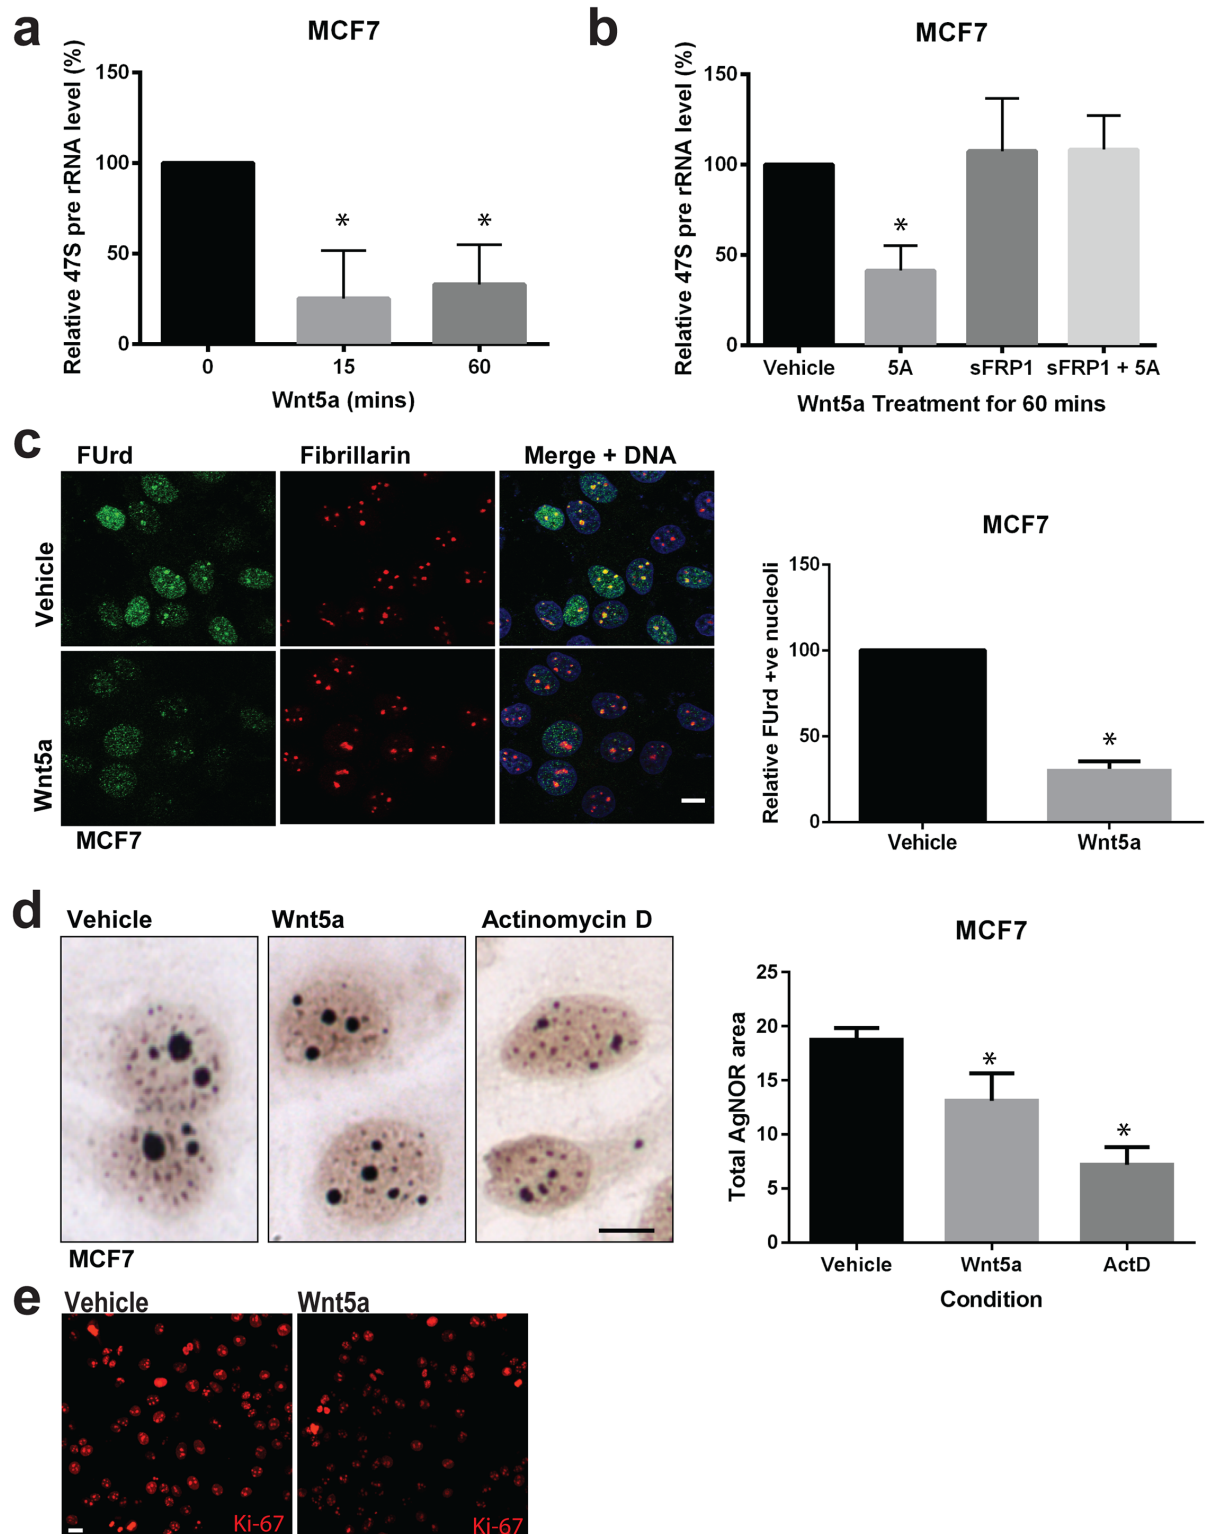 a
MCF7
Relative 47S pre rRNA level (%)
150
100
50
0
*
*
0 15 60
Wnt5a (mins)
b
MCF7
Relative 47S pre rRNA level (%)
150
100
50
0
*
Vehicle 5A sFRP1 sFRP1 + 5A
Wnt5a Treatment for 60 mins
c
FUrd Fibrillarin Merge + DNA
Vehicle
Wnt5a
MCF7
MCF7
Relative FUrd +ve nucleoli
150
100
50
0
*
Vehicle Wnt5a
d
Vehicle Wnt5a Actinomycin D
MCF7
MCF7
Total AgNOR area
25
20
15
10
5
0
*
*
Vehicle Wnt5a ActD
Condition
e
Vehicle Wnt5a
Ki-67 Ki-67